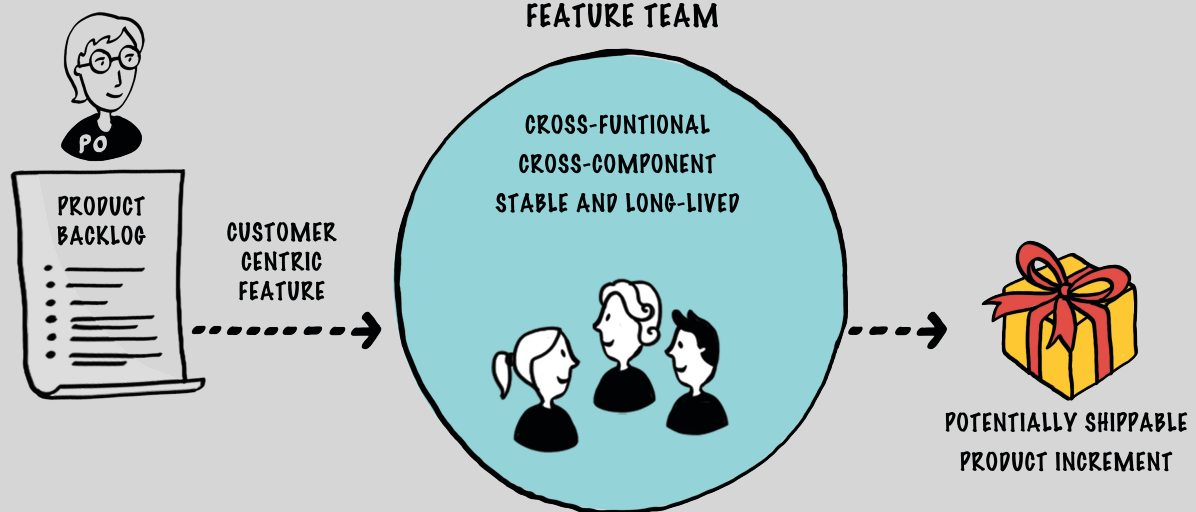 FEATURE TEAM
PO
PRODUCT
BACKLOG
CUSTOMER
CENTRIC
FEATURE
CROSS-FUNTIONAL
CROSS-COMPONENT
STABLE AND LONG-LIVED
POTENTIALLY SHIPPABLE
PRODUCT INCREMENT